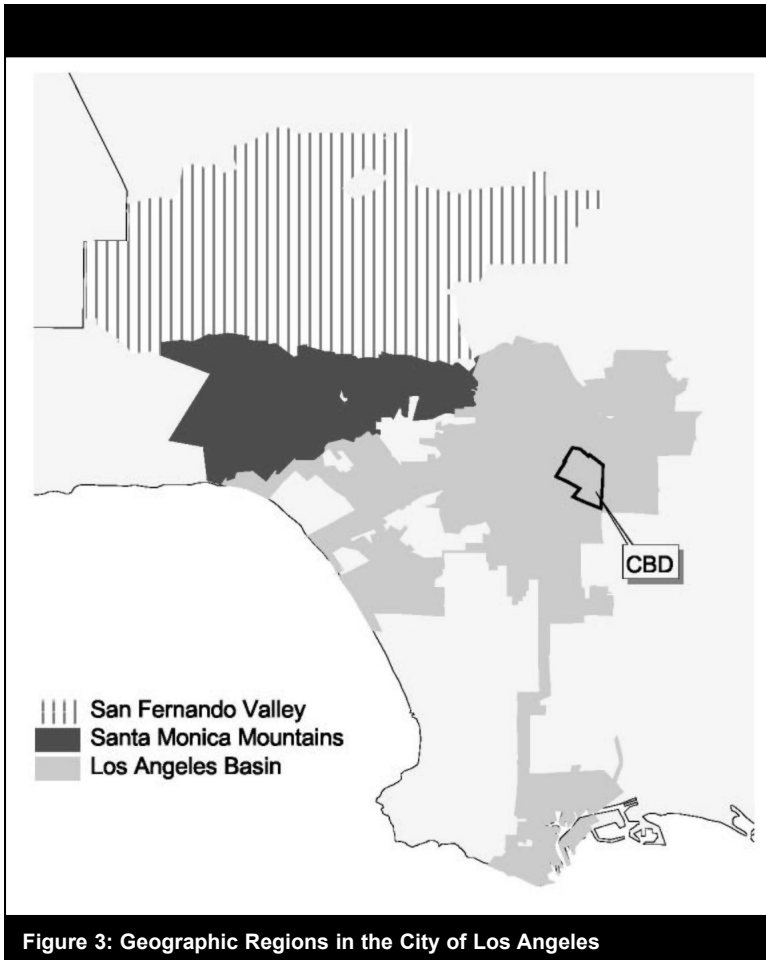 CBD
San Fernando Valley
Santa Monica Mountains
Los Angeles Basin
Figure 3: Geographic Regions in the City of Los Angeles